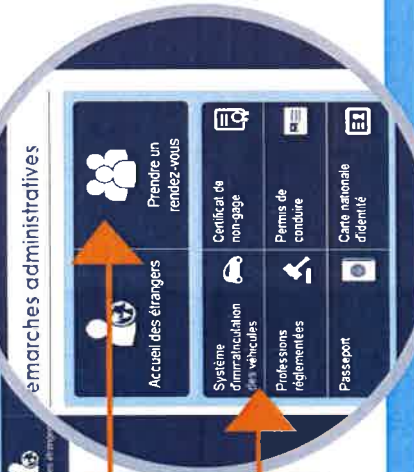 émarches administratives
Accueil des étrangers
Prendre un
rendez-vous
Système
d'immatriculation
des véhicules
Certificat de
non-gage
Professions
réglementées
Permis de
conduire
Passeport
Carte nationale
d'identité